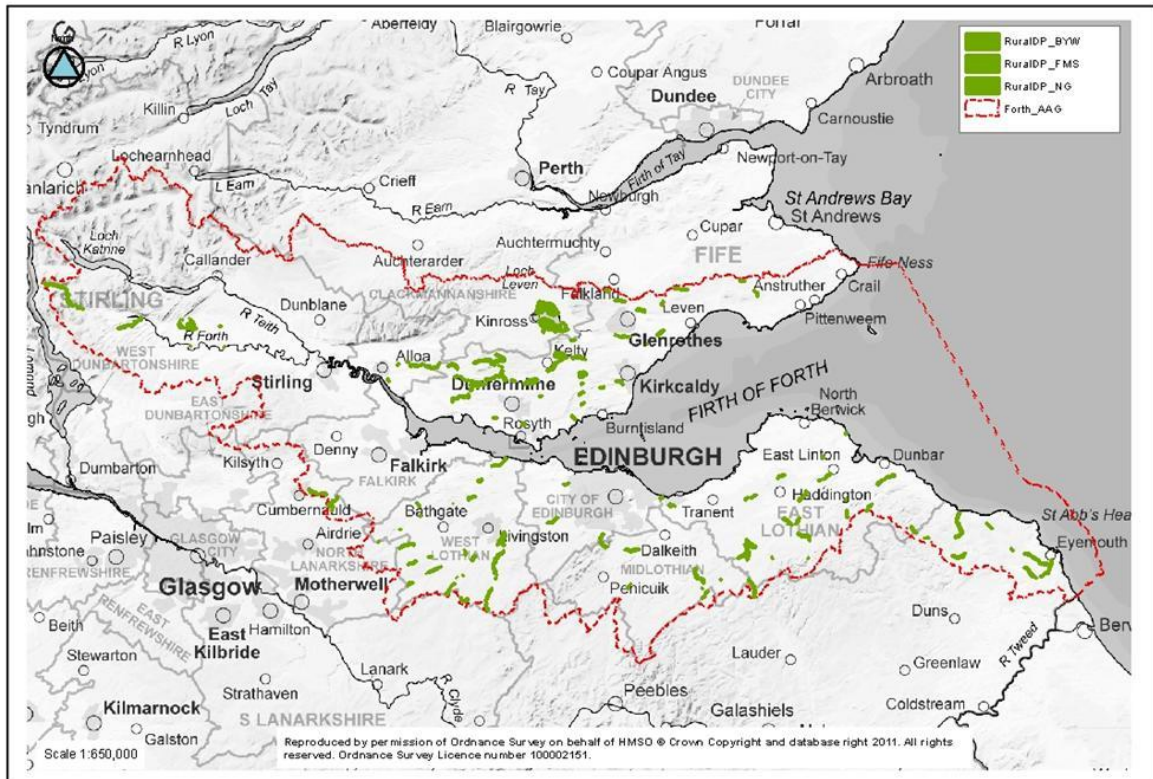 Aberfeldy
Blairgowrie
Forfar
R Lyon
Lyon
Coupar Angus
DUNDEE
CITY
Arbroath
Killin
Loch Tay
R Tay
Dundee
Tyndrum
Carnoustie
Lochearnhead
Newport-on-Tay
anlarich
L Earn
Crieff
Perth
Firth of Tay
R Earn
Newburgh
St Andrews Bay
St Andrews
Loch
Katrine
Auchtermuchty
Cupar
FIFE
Callander
Auchterarder
Loch
Leven
Fife Ness
CLACKMANNANSHIRE
Falkland
Anstruther
Crail
STIRLING
Dunblane
Kinross
Leven
Pittenweem
R Teith
R Forth
Glenrothes
WEST
DUNBARTONSHIRE
Alloa
Kelty
Stirling
Dunfermline
Kirkcaldy
EAST
DUNBARTONSHIRE
Rosyth
Burntisland
FIRTH OF FORTH
North
Berwick
Denny
EDINBURGH
Dumbarton
Kilsyth
Falkirk
FALKIRK
East Linton
Dunbar
Cumbernauld
Bathgate
CITY OF
EDINBURGH
Tranent
Haddington
EAST
LOTHIAN
St Abb's Hea
Paisley
GLASGOW
CITY
Airdrie
NORTH
LANARKSHIRE
WEST
LOTHIAN
Livingston
Dalkeith
MIDLOTHIAN
Eyemouth
RENFREWSHIRE
Glasgow
Motherwell
Penicuik
Duns
Berw
EAST
RENFREWSHIRE
Beith
East
Kilbride
Hamilton
R Tweed
Stewarton
Lanark
Lauder
Greenlaw
Strathaven
R Clyde
Peebles
Galashiels
Coldstream
Kilmarnock
S LANARKSHIRE
Galston
RuralDP_BYW
RuralDP_FMS
RuralDP_NG
Forth_AAG
Scale 1:650,000
Reproduced by permission of Ordnance Survey on behalf of HMSO © Crown Copyright and database right 2011. All rights
reserved. Ordnance Survey Licence number 100002151.